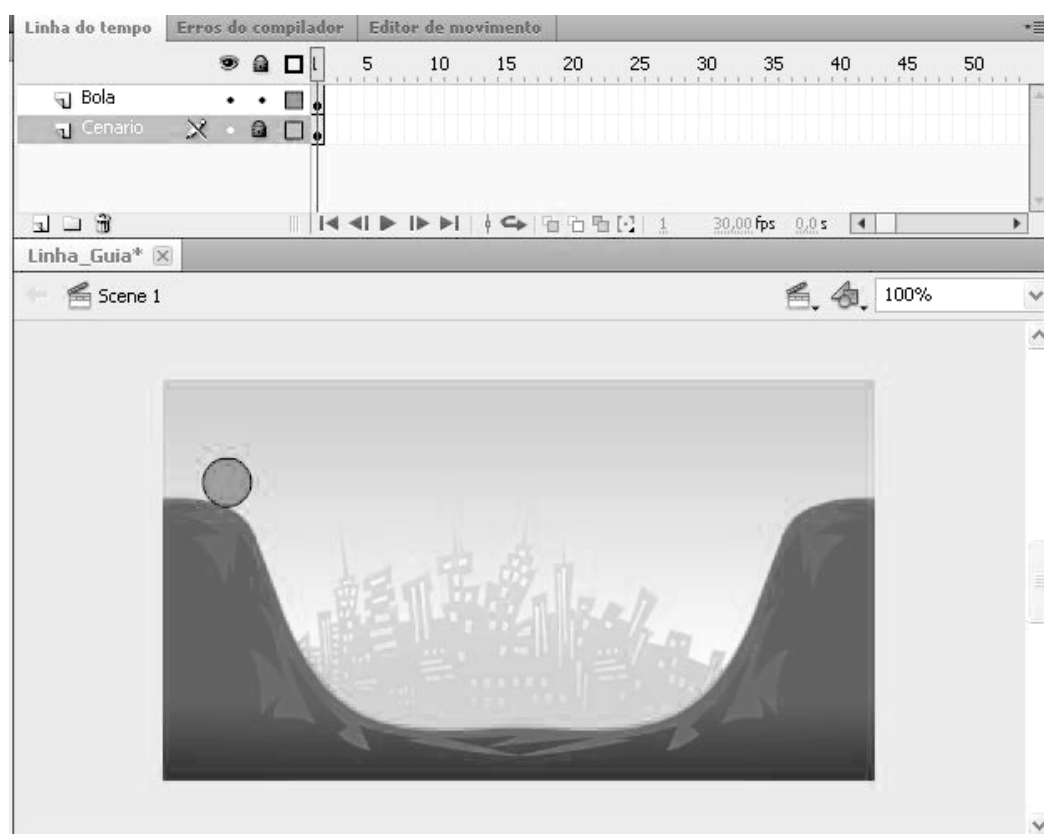 Linha do tempo Erros do compilador Editor de movimento
1 5 10 15 20 25 30 35 40 45 50
Bola
Cenario
1 30,00 fps 0,0 s
Linha_Guia*
Scene 1 100%